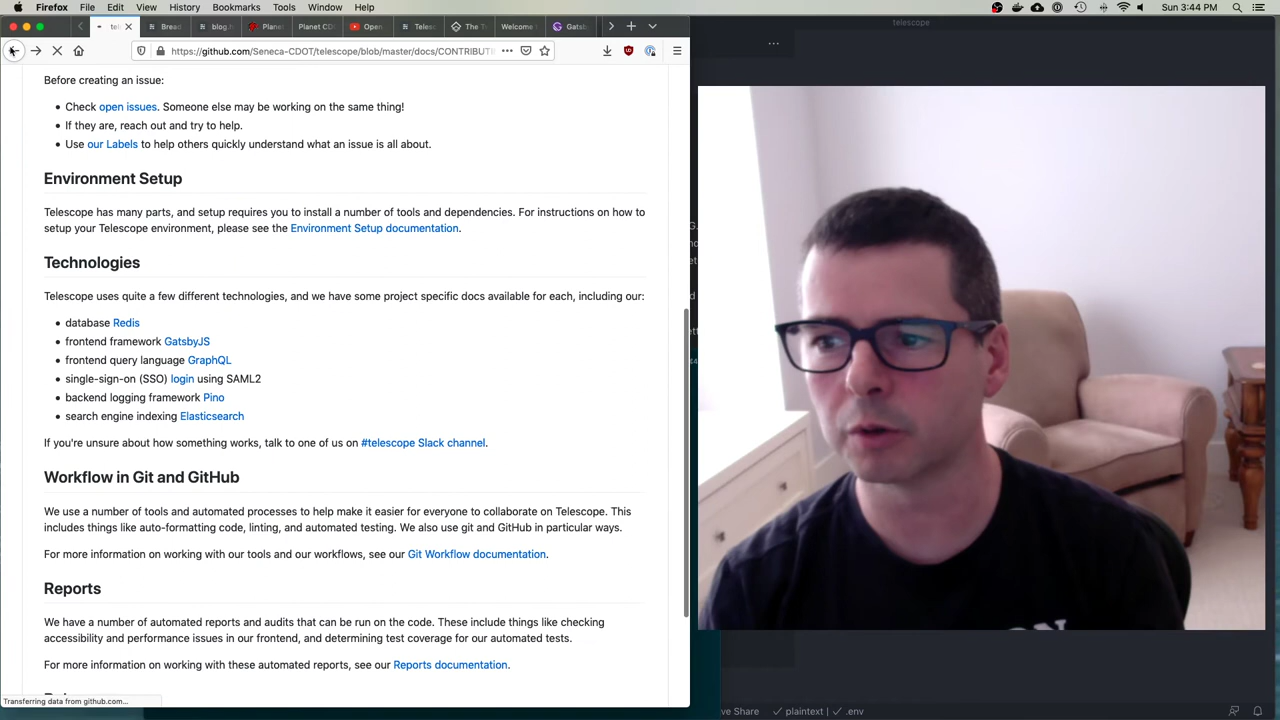 Firefox File Edit View History Bookmarks Tools Window Help Sun 3:44 PM
telescope
tel Bread blog.h Planet Planet CD Open Telesc The T Welcome Gatsb
https://github.com/Seneca-CDOT/telescope/blob/master/docs/CONTRIBUTI
Before creating an issue:
• Check open issues. Someone else may be working on the same thing!
• If they are, reach out and try to help.
• Use our Labels to help others quickly understand what an issue is all about.
Environment Setup
Telescope has many parts, and setup requires you to install a number of tools and dependencies. For instructions on how to
setup your Telescope environment, please see the Environment Setup documentation.
Technologies
Telescope uses quite a few different technologies, and we have some project specific docs available for each, including our:
• database Redis
• frontend framework GatsbyJS
• frontend query language GraphQL
• single-sign-on (SSO) login using SAML2
• backend logging framework Pino
• search engine indexing Elasticsearch
If you're unsure about how something works, talk to one of us on #telescope Slack channel.
Workflow in Git and GitHub
We use a number of tools and automated processes to help make it easier for everyone to collaborate on Telescope. This
includes things like auto-formatting code, linting, and automated testing. We also use git and GitHub in particular ways.
For more information on working with our tools and our workflows, see our Git Workflow documentation.
Reports
We have a number of automated reports and audits that can be run on the code. These include things like checking
accessibility and performance issues in our frontend, and determining test coverage for our automated tests.
For more information on working with these automated reports, see our Reports documentation.
Transferring data from github.com...
ve Share plaintext | .env